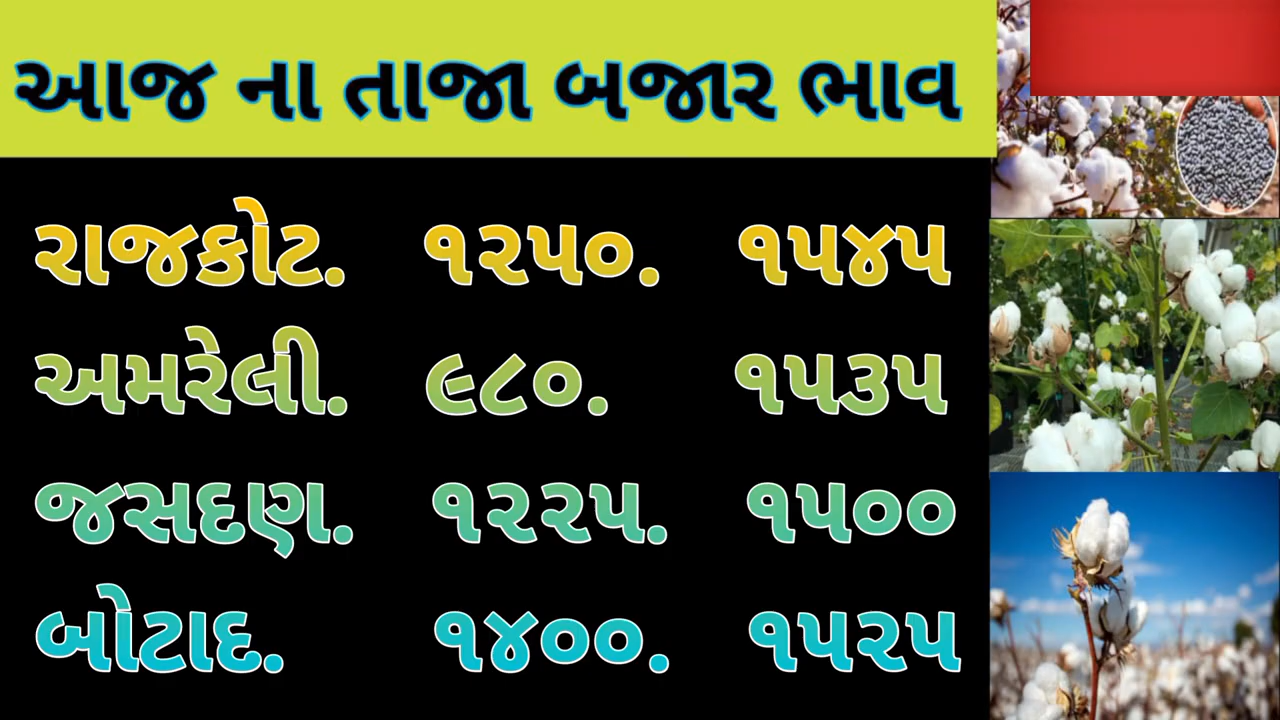 આજ ના તાજા બજાર ભાવ
રાજકોટ. ૧૨૫૦. ૧૫૪૫
અમરેલી. ૯૮૦. ૧૫૩૫
જસદણ. ૧૨૨૫. ૧૫૦૦
બોટાદ. ૧૪૦૦. ૧૫૨૫